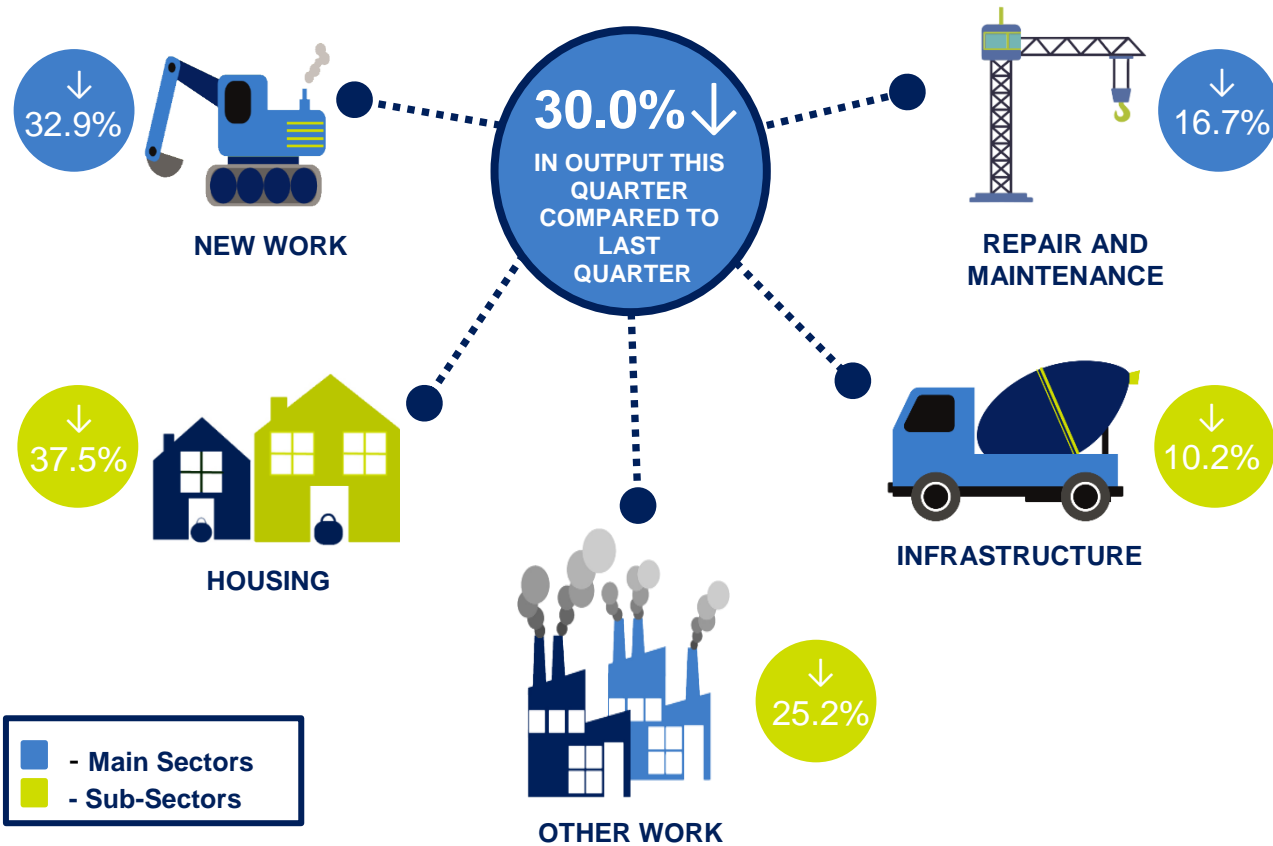 30.0% ↓
IN OUTPUT THIS
QUARTER
COMPARED TO
LAST
QUARTER
↓
32.9%
NEW WORK
↓
16.7%
REPAIR AND
MAINTENANCE
↓
37.5%
HOUSING
↓
10.2%
INFRASTRUCTURE
↓
25.2%
OTHER WORK
- Main Sectors
- Sub-Sectors